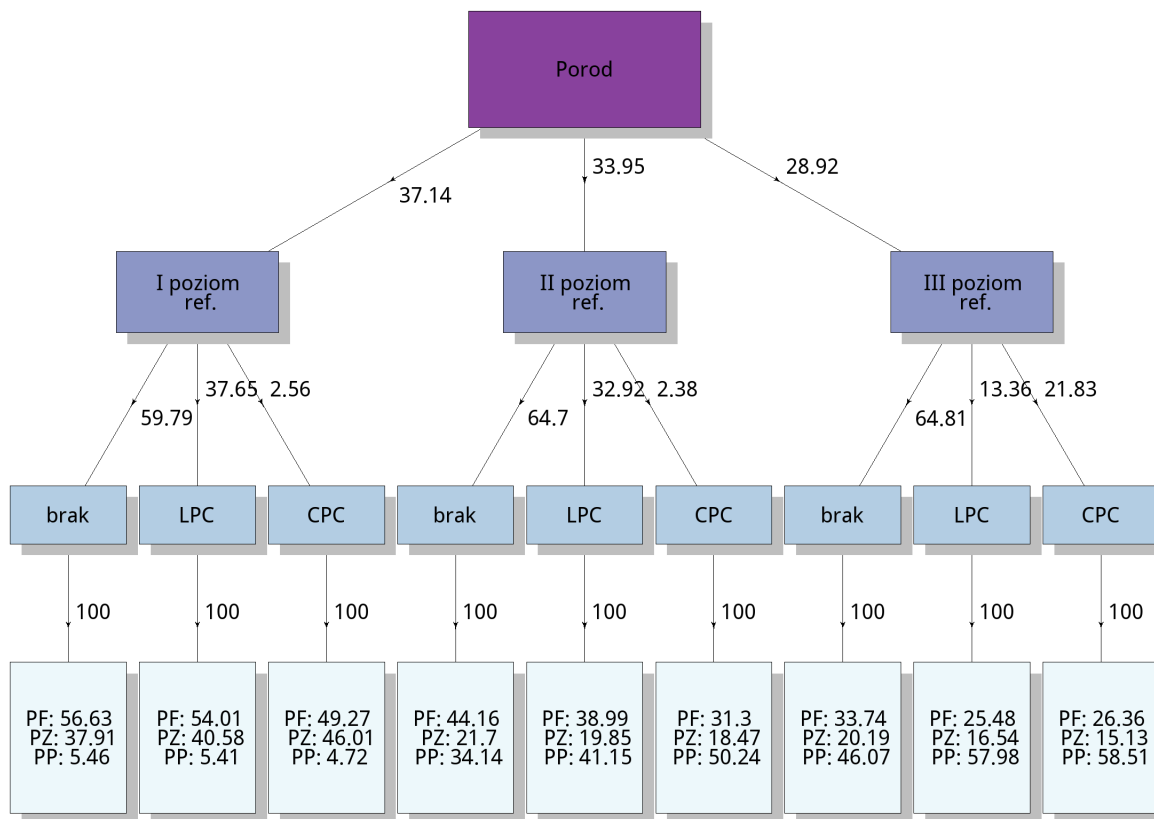 Porod
33.95
28.92
37.14
I poziom
ref.
II poziom
ref.
III poziom
ref.
37.65
2.56
59.79
32.92
2.38
64.7
13.36
21.83
64.81
brak
LPC
CPC
brak
LPC
CPC
brak
LPC
CPC
100
100
100
100
100
100
100
100
100
PF: 56.63
PZ: 37.91
PP: 5.46
PF: 54.01
PZ: 40.58
PP: 5.41
PF: 49.27
PZ: 46.01
PP: 4.72
PF: 44.16
PZ: 21.7
PP: 34.14
PF: 38.99
PZ: 19.85
PP: 41.15
PF: 31.3
PZ: 18.47
PP: 50.24
PF: 33.74
PZ: 20.19
PP: 46.07
PF: 25.48
PZ: 16.54
PP: 57.98
PF: 26.36
PZ: 15.13
PP: 58.51